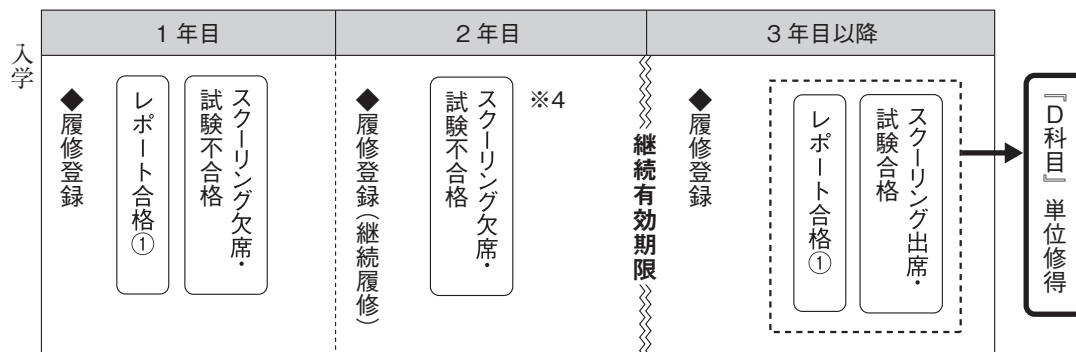 入学
1年目
2年目
3年目以降
◆履修登録
レポート合格①
スクーリング欠席・
試験不合格
◆履修登録（継続履修）
スクーリング欠席・
試験不合格
※4
継続有効期限
◆履修登録
レポート合格①
スクーリング出席・
試験合格
『D科目』単位修得